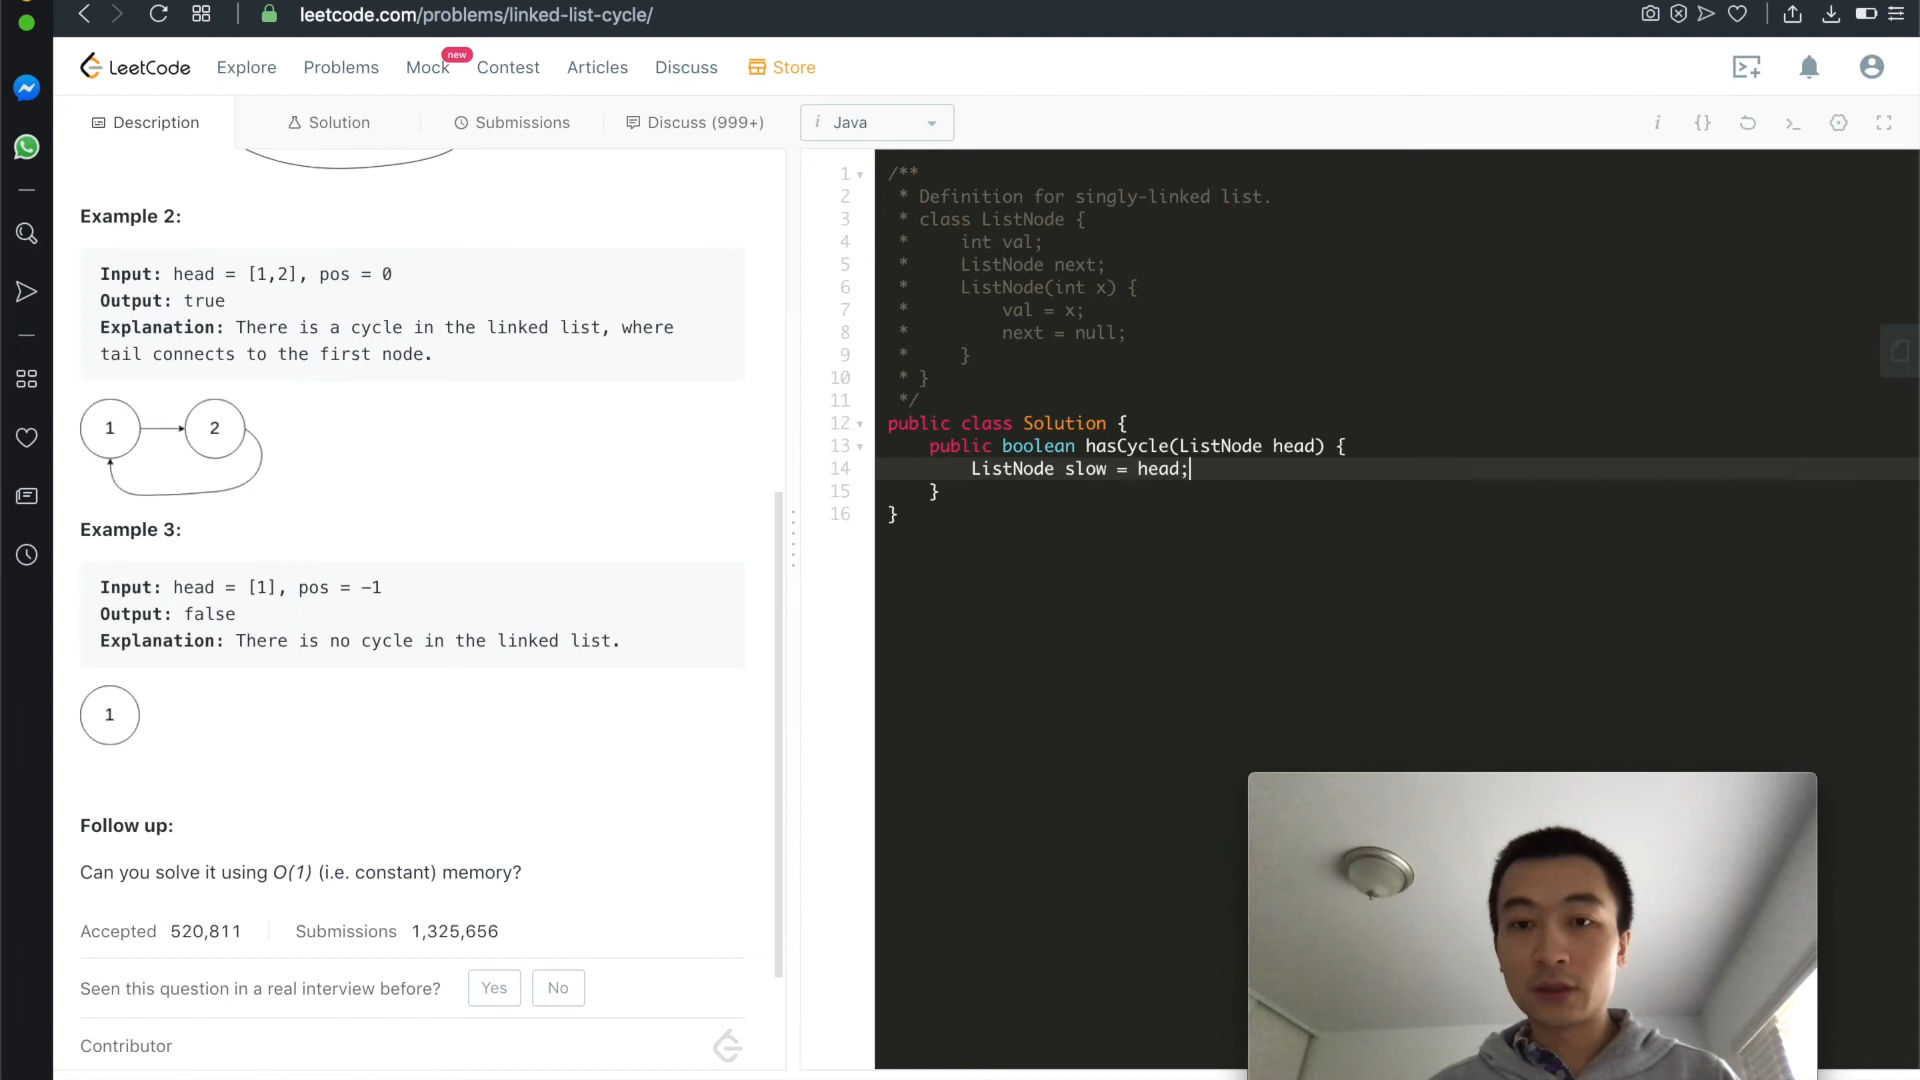 leetcode.com/problems/linked-list-cycle/
LeetCode
Explore
Problems
Mock
new
Contest
Articles
Discuss
Store
Description
Solution
Submissions
Discuss (999+)
i Java
i
{}
Example 2:
Input: head = [1,2], pos = 0
Output: true
Explanation: There is a cycle in the linked list, where
tail connects to the first node.
1
2
Example 3:
Input: head = [1], pos = -1
Output: false
Explanation: There is no cycle in the linked list.
1
Follow up:
Can you solve it using O(1) (i.e. constant) memory?
Accepted 520,811
Submissions 1,325,656
Seen this question in a real interview before?
Yes
No
Contributor
1 /**
2 * Definition for singly-linked list.
3 * class ListNode {
4 * int val;
5 * ListNode next;
6 * ListNode(int x) {
7 * val = x;
8 * next = null;
9 * }
10 * }
11 */
12 public class Solution {
13 public boolean hasCycle(ListNode head) {
14 ListNode slow = head;
15 }
16 }